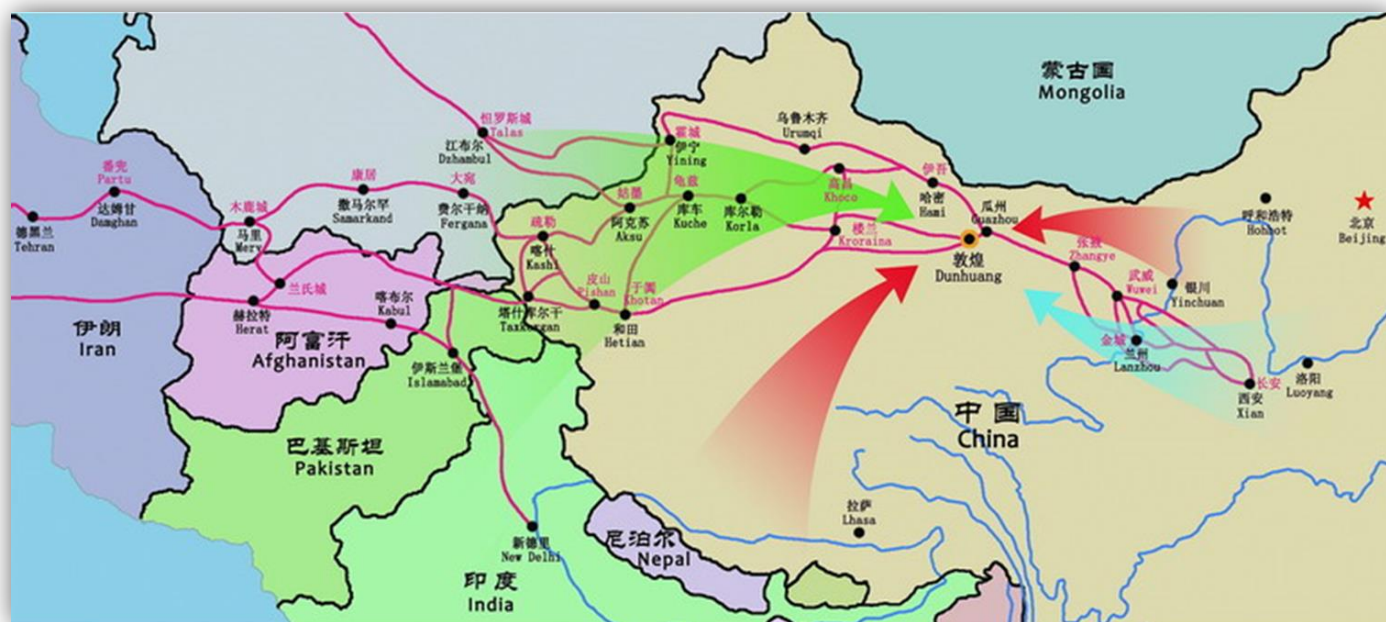 蒙古国
Mongolia
怛罗斯城
Talas
江布尔
Dzhambul
霍城
伊宁
Yining
乌鲁木齐
Urumqi
番兜
Partu
达姆甘
Damghan
康居
撒马尔罕
Samarkand
大宛
费尔干纳
Fergana
姑墨
阿克苏
Aksu
龟兹
库车
Kuche
库尔勒
Korla
高昌
Khoco
伊吾
哈密
Hami
瓜州
Guazhou
呼和浩特
Hohhot
北京
Beijing
德黑兰
Tehran
木鹿城
马里
Merv
疏勒
喀什
Kashi
楼兰
Kroraina
敦煌
Dunhuang
张掖
Zhangye
武威
Wuwei
银川
Yinchuan
兰氏城
赫拉特
Herat
喀布尔
Kabul
塔什库尔干
Taxkorgan
皮山
Pishan
于阗
Khotan
和田
Hetian
伊朗
Iran
阿富汗
Afghanistan
伊斯兰堡
Islamabad
金城
兰州
Lanzhou
长安
西安
Xian
洛阳
Luoyang
中国
China
巴基斯坦
Pakistan
拉萨
Lhasa
新德里
New Delhi
尼泊尔
Nepal
印度
India